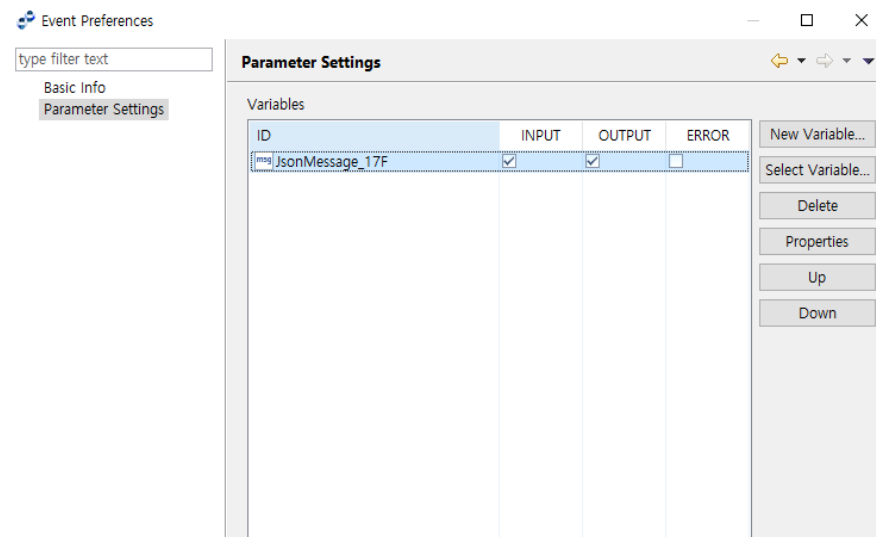 Event Preferences
type filter text
Basic Info
Parameter Settings
Parameter Settings
Variables
ID INPUT OUTPUT ERROR
msg JsonMessage_17F
New Variable...
Select Variable...
Delete
Properties
Up
Down